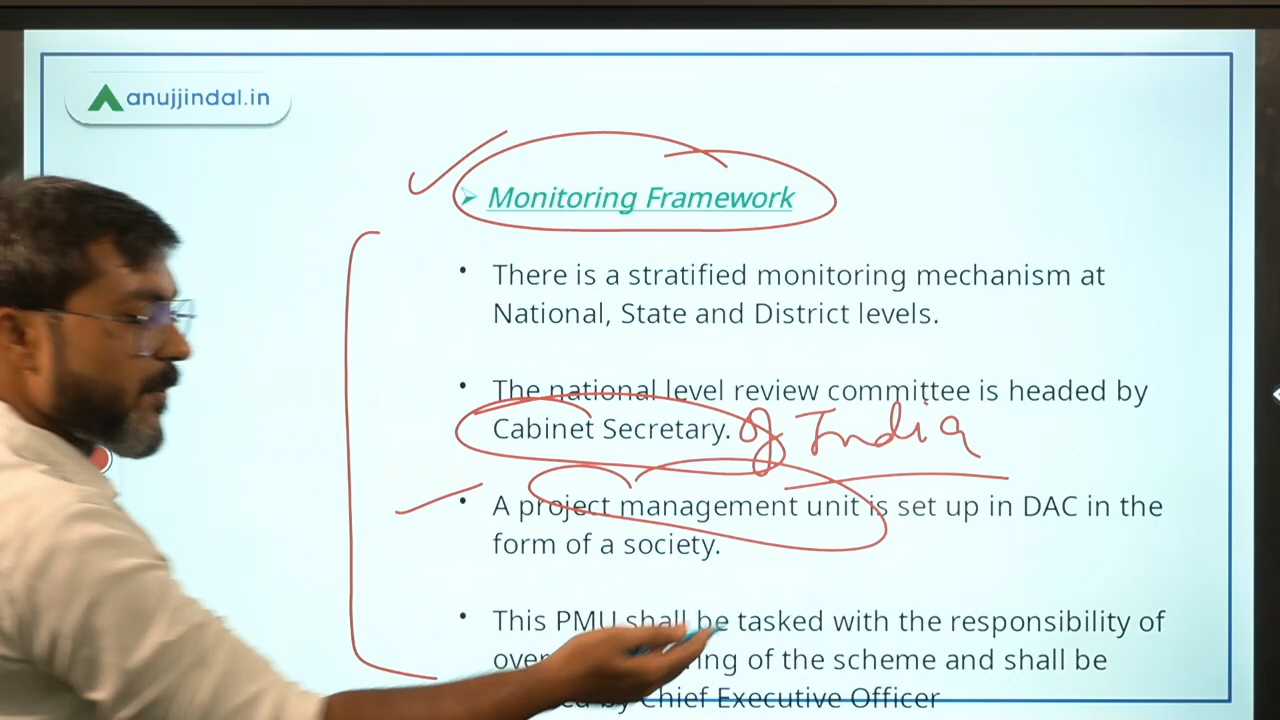 anujjindal.in
Monitoring Framework
There is a stratified monitoring mechanism at
National, State and District levels.
The national level review committee is headed by
Cabinet Secretary. of India
A project management unit is set up in DAC in the
form of a society.
This PMU shall be tasked with the responsibility of
of the scheme and shall be
by Chief Executive Officer